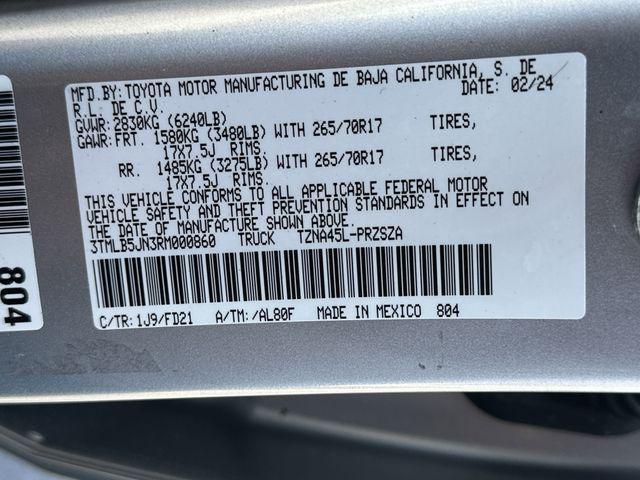 MFD.BY:TOYOTA MOTOR MANUFACTURING DE BAJA CALIFORNIA, S. DE
R.L. DE C.V. DATE: 02/24
GVWR: 2830KG (6240LB)
GAWR: FRT. 1580KG (3480LB) WITH 265/70R17 TIRES,
17X7.5J RIMS.
RR. 1485KG (3275LB) WITH 265/70R17 TIRES,
17X7.5J RIMS
THIS VEHICLE CONFORMS TO ALL APPLICABLE FEDERAL MOTOR
VEHICLE SAFETY AND THEFT PREVENTION STANDARDS IN EFFECT ON
THE DATE OF MANUFACTURE SHOWN ABOVE.
3TMLB5JN3RM000860 TRUCK TZNA45L-PRZSZA
C/TR:1J9/FD21 A/TM:/AL80F MADE IN MEXICO 804
804